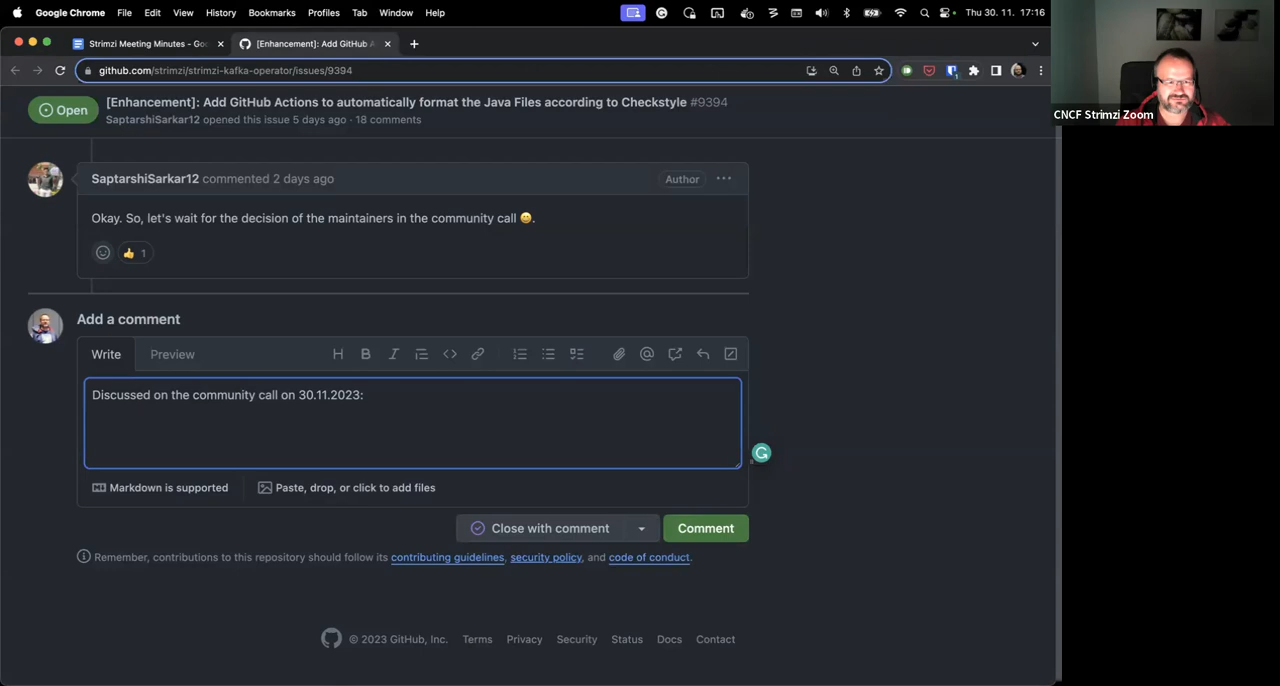 Google Chrome File Edit View History Bookmarks Profiles Tab Window Help Thu 30. 11. 17:16
Strimzi Meeting Minutes - Go
[Enhancement]: Add GitHub A
github.com/strimzi/strimzi-kafka-operator/issues/9394
CNCF Strimzi Zoom
Open
[Enhancement]: Add GitHub Actions to automatically format the Java Files according to Checkstyle #9394
SaptarshiSarkar12 opened this issue 5 days ago · 18 comments
SaptarshiSarkar12 commented 2 days ago
Author
Okay. So, let's wait for the decision of the maintainers in the community call 😀.
👍 1
Add a comment
Write Preview
Discussed on the community call on 30.11.2023:
Markdown is supported
Paste, drop, or click to add files
Close with comment
Comment
Remember, contributions to this repository should follow its contributing guidelines, security policy, and code of conduct.
© 2023 GitHub, Inc. Terms Privacy Security Status Docs Contact